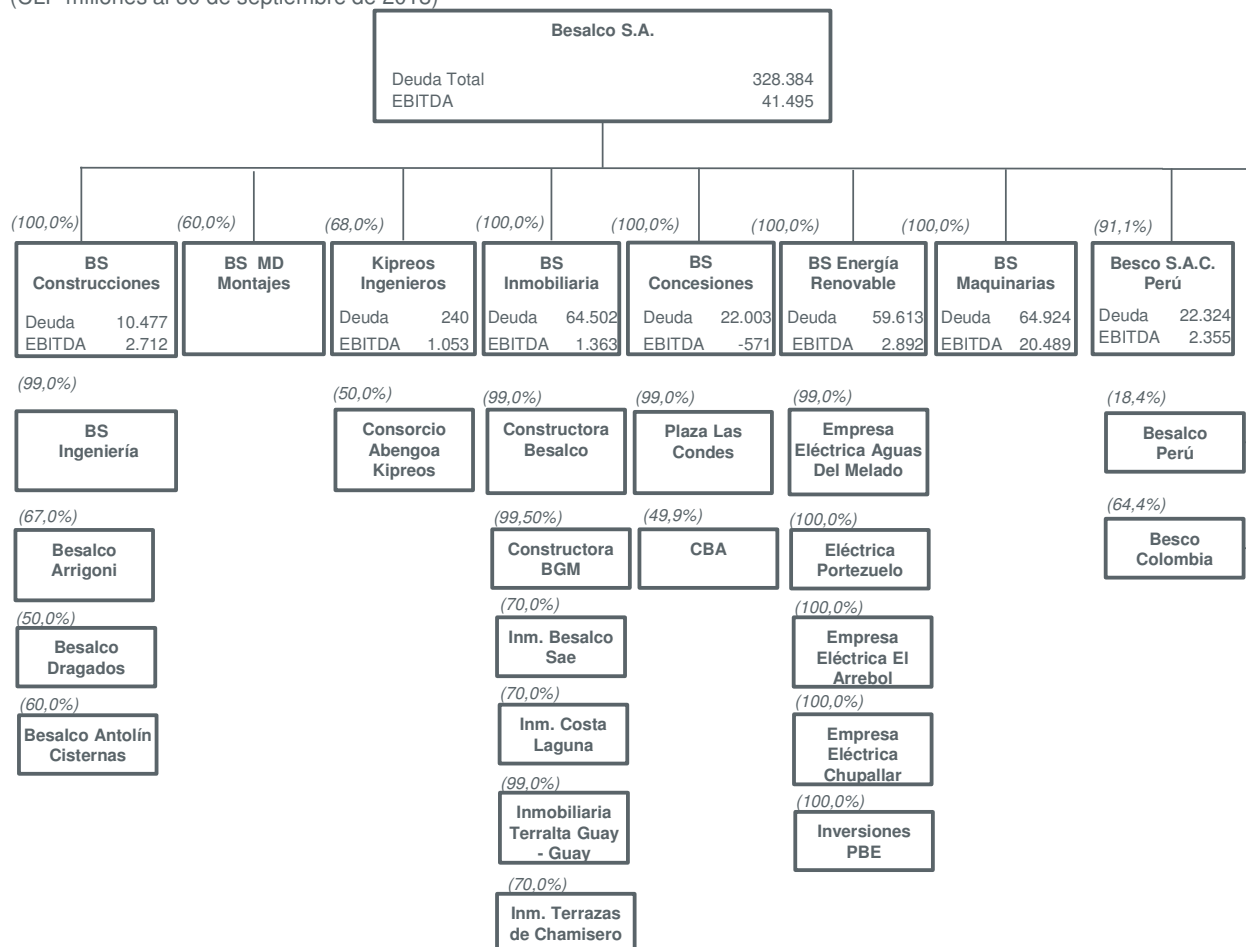 (CLP millones al 30 de septiembre de 2018)
Besalco S.A.
Deuda Total 328.384
EBITDA 41.495
(100,0%)
BS
Construcciones
Deuda 10.477
EBITDA 2.712
(60,0%)
BS MD
Montajes
(68,0%)
Kipreos
Ingenieros
Deuda 240
EBITDA 1.053
(100,0%)
BS
Inmobiliaria
Deuda 64.502
EBITDA 1.363
(100,0%)
BS
Concesiones
Deuda 22.003
EBITDA -571
(100,0%)
BS Energía
Renovable
Deuda 59.613
EBITDA 2.892
(100,0%)
BS
Maquinarias
Deuda 64.924
EBITDA 20.489
(91,1%)
Besco S.A.C.
Perú
Deuda 22.324
EBITDA 2.355
(99,0%)
BS
Ingeniería
(67,0%)
Besalco
Arrigoni
(50,0%)
Besalco
Dragados
(60,0%)
Besalco Antolín
Cisternas
(50,0%)
Consorcio
Abengoa
Kipreos
(99,0%)
Constructora
Besalco
(99,50%)
Constructora
BGM
(70,0%)
Inm. Besalco
Sae
(70,0%)
Inm. Costa
Laguna
(99,0%)
Inmobiliaria
Terralta Guay
- Guay
(70,0%)
Inm. Terrazas
de Chamisero
(99,0%)
Plaza Las
Condes
(49,9%)
CBA
(99,0%)
Empresa
Eléctrica Aguas
Del Melado
(100,0%)
Eléctrica
Portezuelo
(100,0%)
Empresa
Eléctrica El
Arrebol
(100,0%)
Empresa
Eléctrica
Chupallar
(100,0%)
Inversiones
PBE
(18,4%)
Besalco
Perú
(64,4%)
Besco
Colombia